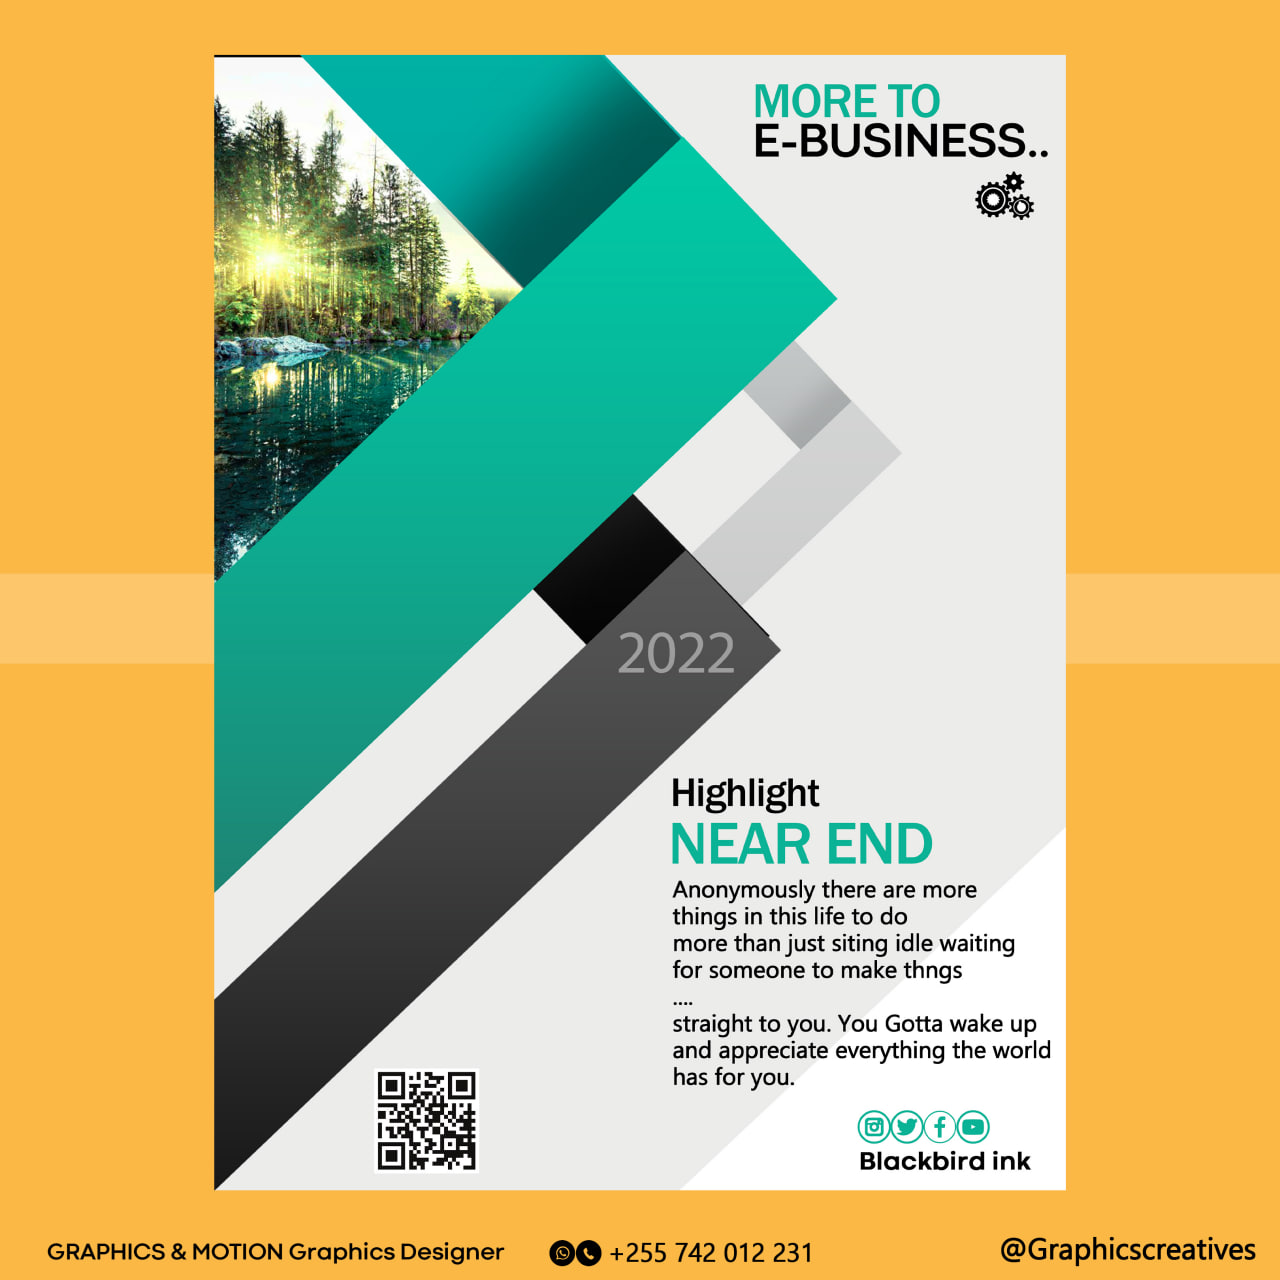 MORE TO
E-BUSINESS..
2022
Highlight
NEAR END
Anonymously there are more
things in this life to do
more than just siting idle waiting
for someone to make thngs
....
straight to you. You Gotta wake up
and appreciate everything the world
has for you.
Blackbird ink
GRAPHICS & MOTION Graphics Designer
+255 742 012 231
@Graphicscreatives